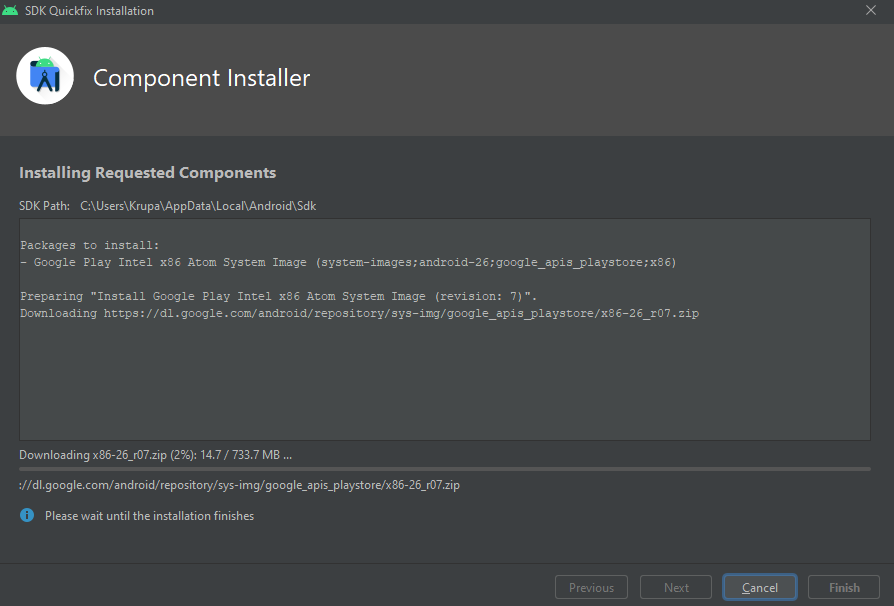 SDK Quickfix Installation
Component Installer
Installing Requested Components
SDK Path: C:\Users\Krupa\AppData\Local\Android\Sdk
Packages to install:
- Google Play Intel x86 Atom System Image (system-images;android-26;google_apis_playstore;x86)
Preparing "Install Google Play Intel x86 Atom System Image (revision: 7)".
Downloading https://dl.google.com/android/repository/sys-img/google_apis_playstore/x86-26_r07.zip
Downloading x86-26_r07.zip (2%): 14.7 / 733.7 MB ...
://dl.google.com/android/repository/sys-img/google_apis_playstore/x86-26_r07.zip
Please wait until the installation finishes
Previous Next Cancel Finish